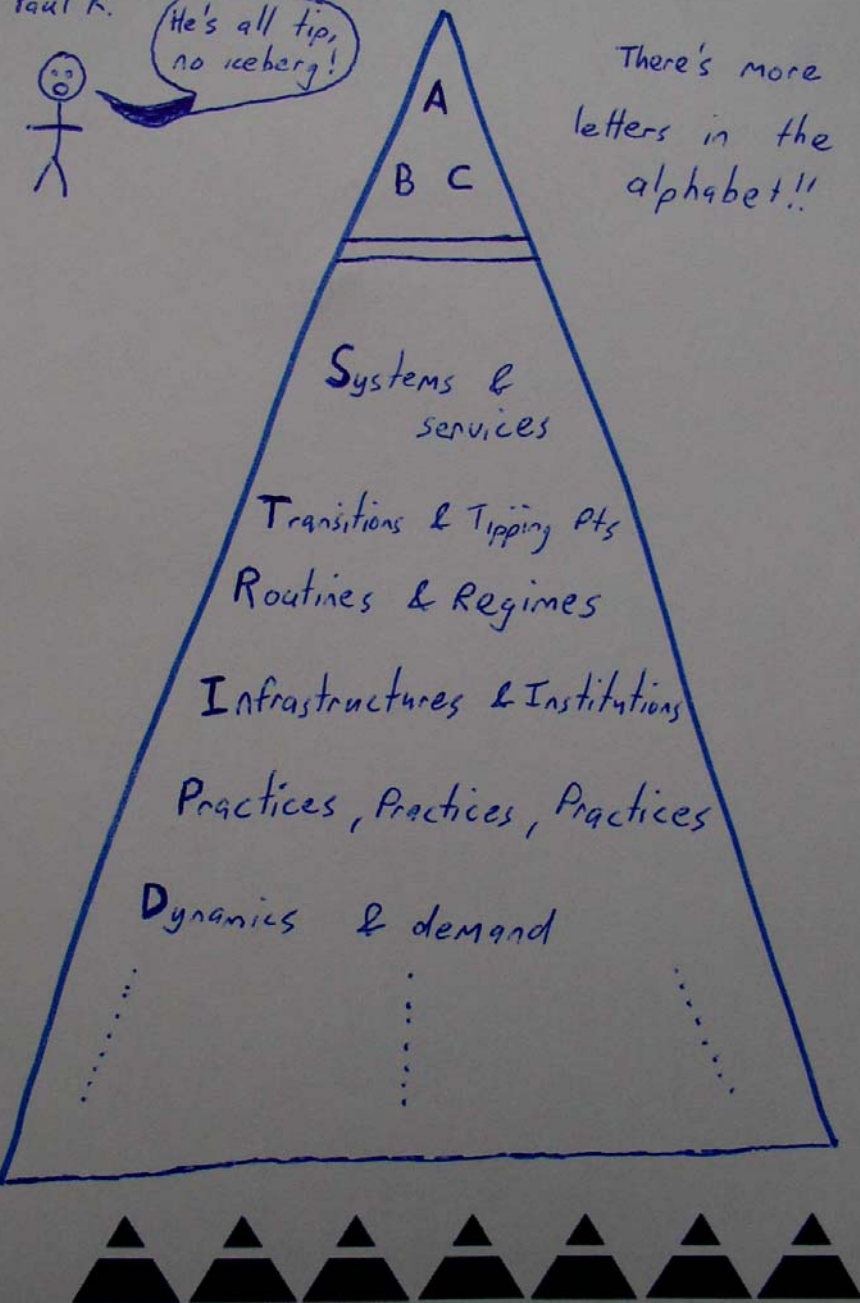 Paul K.
He's all tip,
no iceberg!
There's more
letters in the
alphabet!!
A
B C
Systems &
services
Transitions & Tipping Pts
Routines & Regimes
Infrastructures & Institutions
Practices, Practices, Practices
Dynamics & demand